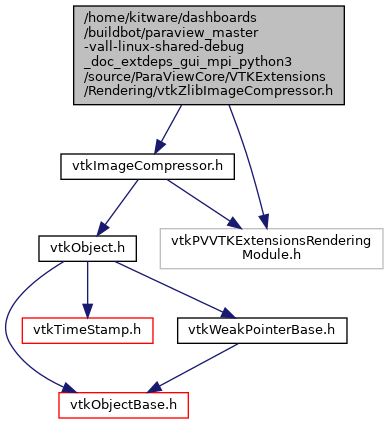 /home/kitware/dashboards
/buildbot/paraview_master
-vall-linux-shared-debug
_doc_extdeps_gui_mpi_python3
/source/ParaViewCore/VTKExtensions
/Rendering/vtkZlibImageCompressor.h
vtkImageCompressor.h
vtkObject.h
vtkPVVTKExtensionsRendering
Module.h
vtkTimeStamp.h
vtkWeakPointerBase.h
vtkObjectBase.h